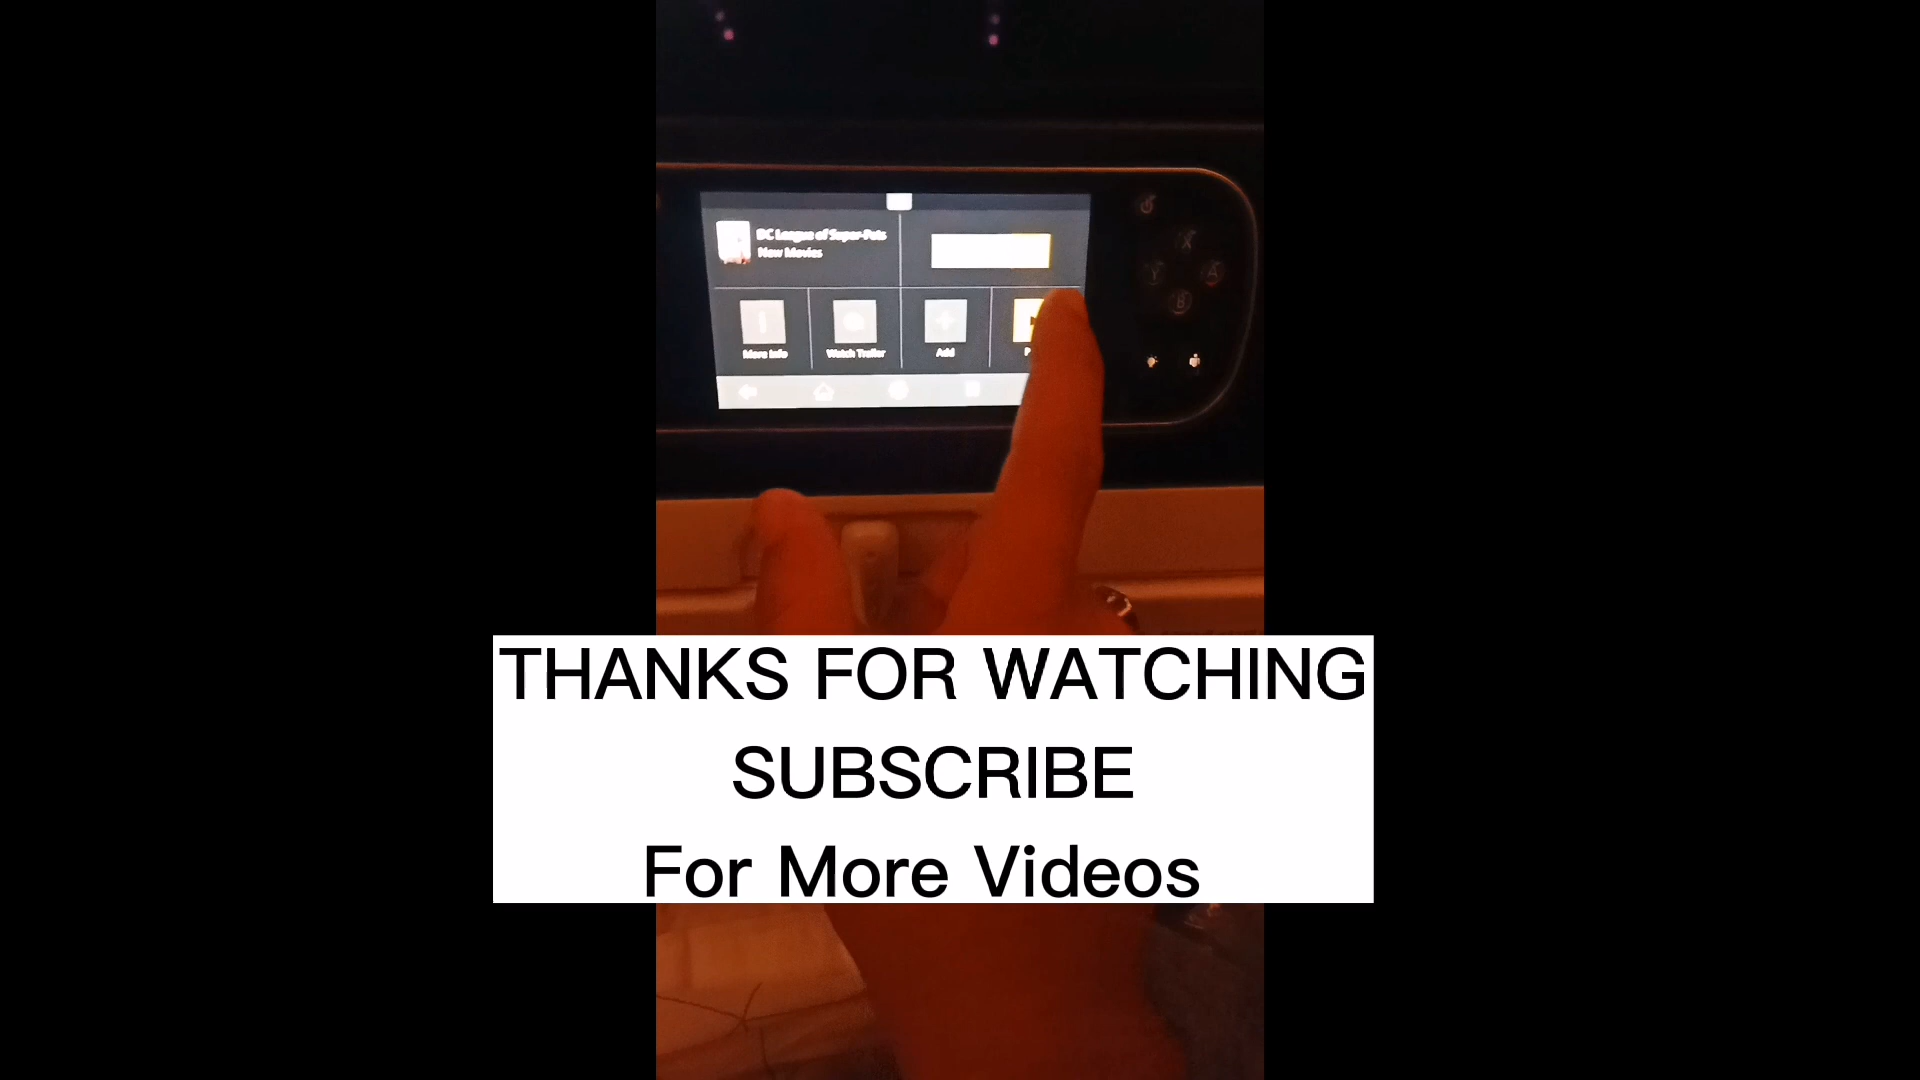 DC League of Super-Pets
New Movies
More Info
Watch Trailer
Add
X
Y
A
B
THANKS FOR WATCHING
SUBSCRIBE
For More Videos